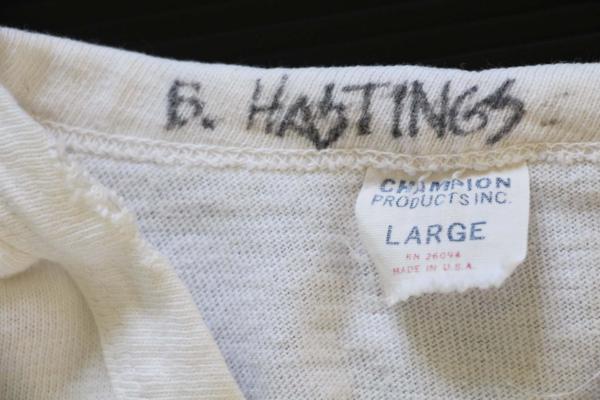 B. HASTINGS
CHAMPION
PRODUCTS INC.
LARGE
RN 26094
MADE IN U.S.A.